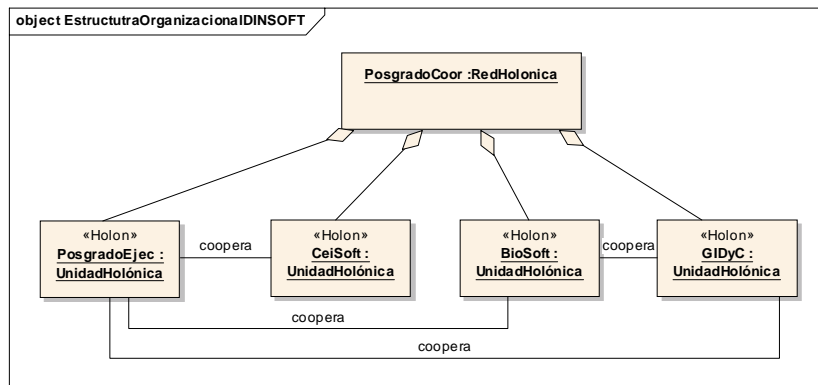 object EstructutraOrganizacionalDINSOFT
PosgradoCoor :RedHolonica
«Holon»
PosgradoEjec :
UnidadHolónica
coopera
«Holon»
CeiSoft :
UnidadHolónica
«Holon»
BioSoft :
UnidadHolónica
coopera
«Holon»
GIDyC :
UnidadHolónica
coopera
coopera